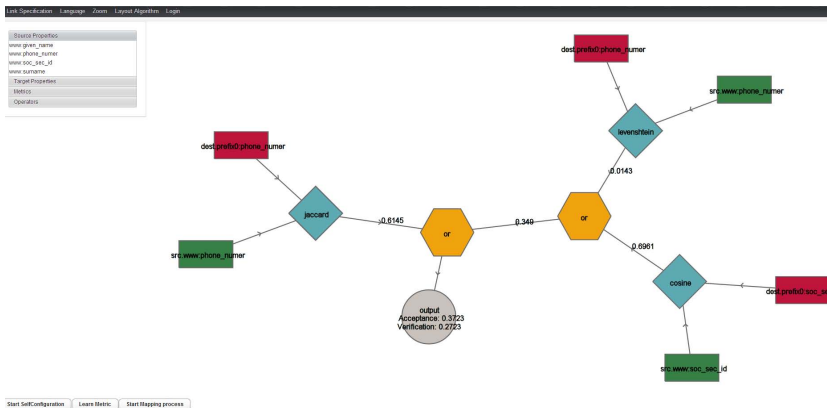 Link Specification Language Zoom Layout Algorithm Login
Source Properties
www:given_name
www:phone_numer
www:soc_sec_id
www:surname
Target Properties
Metrics
Operators
dest.prefix0:phone_numer
src.www:phone_numer
levenshtein
0.0143
dest.prefix0:phone_numer
jaccard
0.6145
or
0.349
or
src.www:phone_numer
0.6961
cosine
dest.prefix0:soc_se
output
Acceptance: 0.3723
Verification: 0.2723
src.www:soc_sec_id
Start SelfConfiguration Learn Metric Start Mapping process